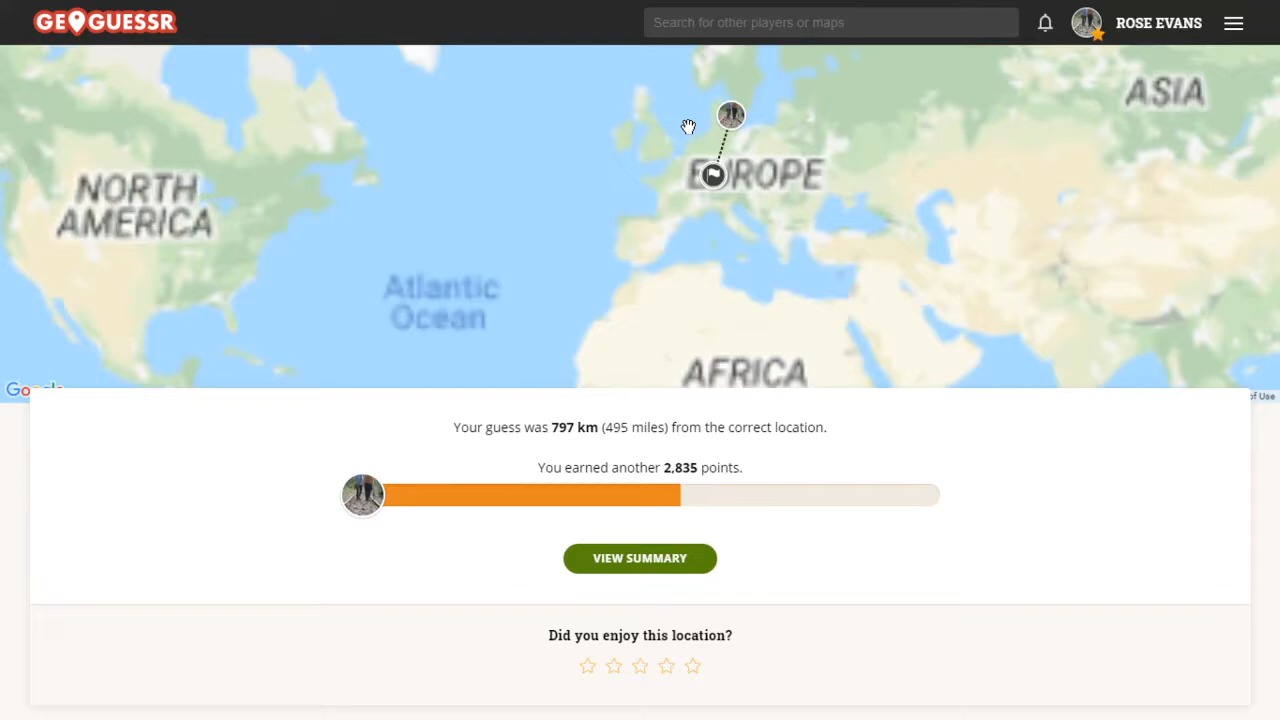 GEOGUESSR
Search for other players or maps
ROSE EVANS
ASIA
EUROPE
NORTH
AMERICA
Atlantic
Ocean
AFRICA
of Use
Your guess was 797 km (495 miles) from the correct location.
You earned another 2,835 points.
VIEW SUMMARY
Did you enjoy this location?